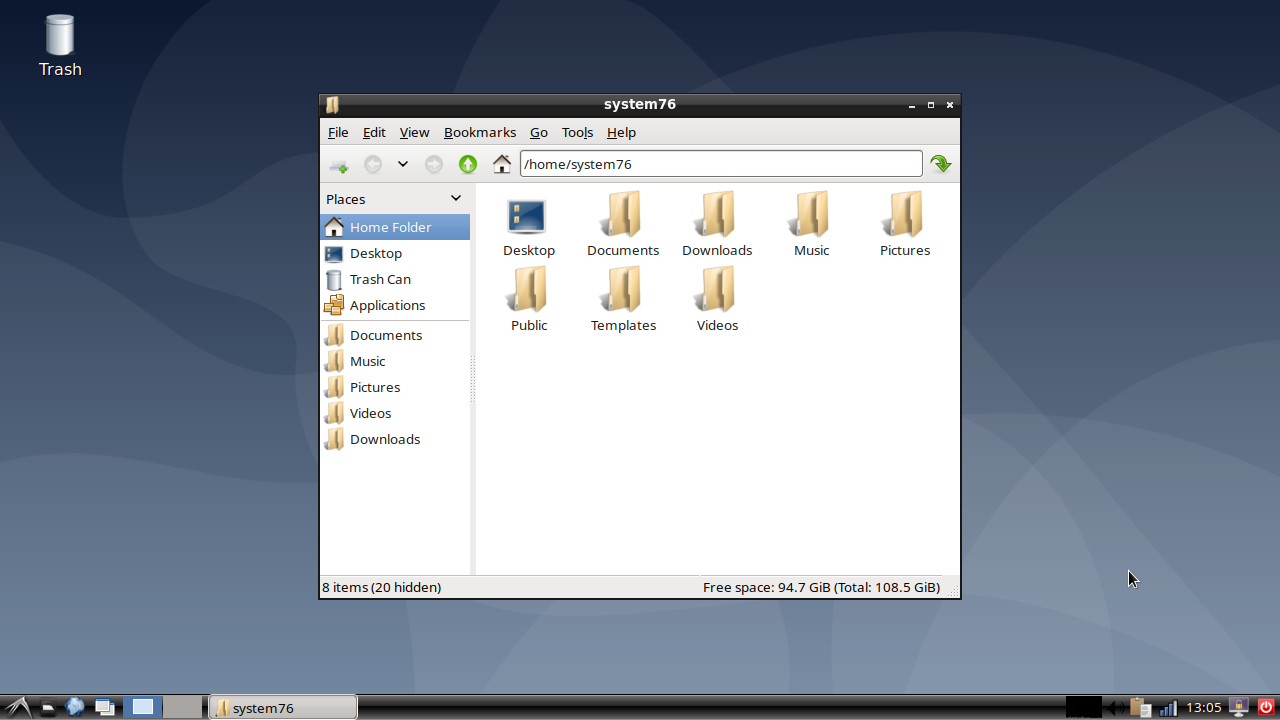 Trash
system76
File Edit View Bookmarks Go Tools Help
/home/system76
Places
Home Folder
Desktop
Trash Can
Applications
Documents
Music
Pictures
Videos
Downloads
Desktop Documents Downloads Music Pictures
Public Templates Videos
8 items (20 hidden) Free space: 94.7 GiB (Total: 108.5 GiB)
system76 13:05